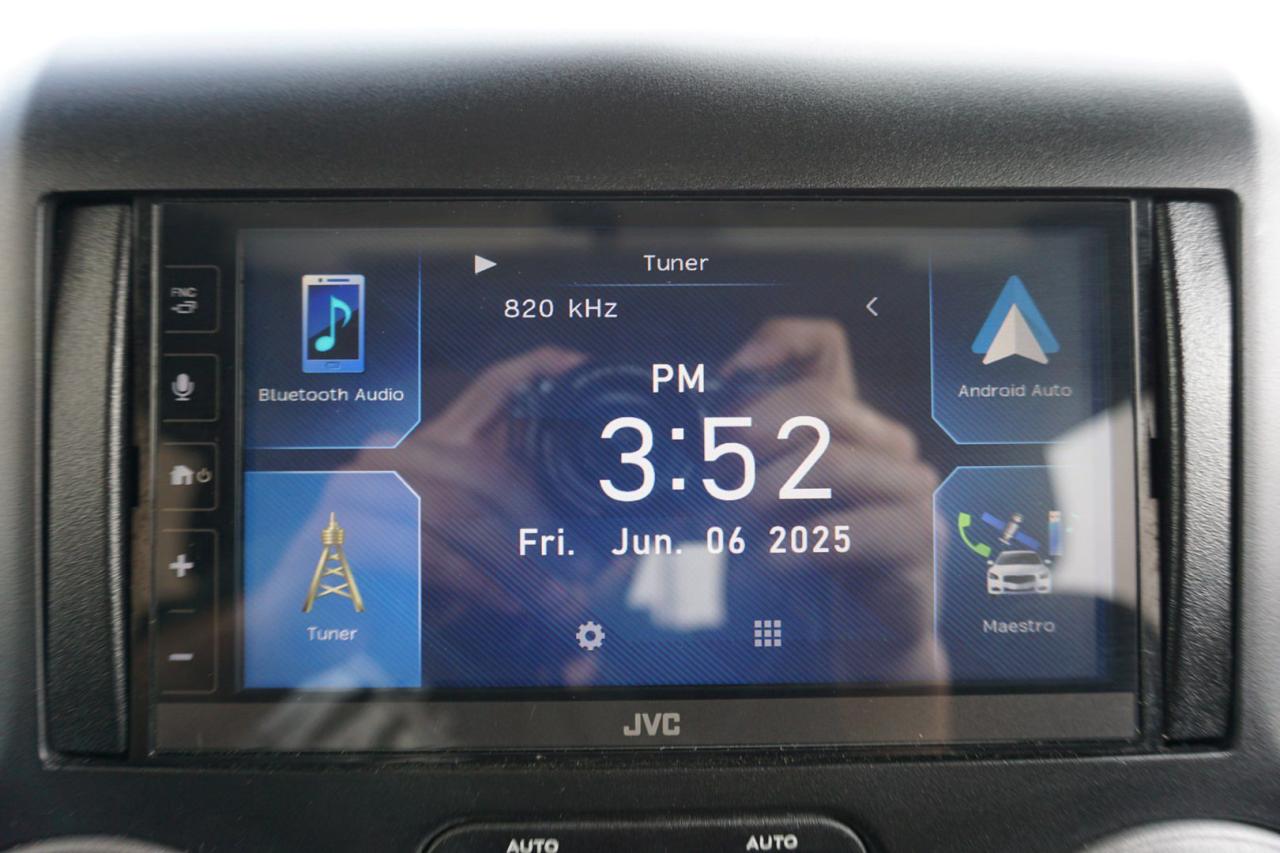 Tuner
820 kHz
FNC
Bluetooth Audio
Android Auto
PM
3:52
Fri. Jun. 06 2025
Tuner
Maestro
JVC
AUTO
AUTO